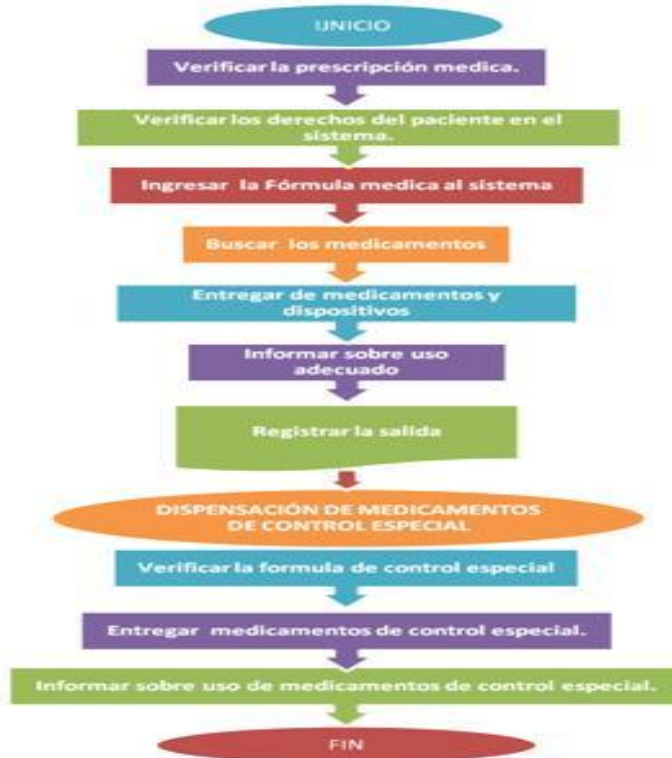 IJNICIO
Verificar la prescripción medica.
Verificar los derechos del paciente en el
sistema.
Ingresar la Fórmula medica al sistema
Buscar los medicamentos
Entregar de medicamentos y
dispositivos
Informar sobre uso
adecuado
Registrar la salida
DISPENSACIÓN DE MEDICAMENTOS
DE CONTROL ESPECIAL
Verificar la formula de control especial
Entregar medicamentos de control especial.
Informar sobre uso de medicamentos de control especial.
FIN